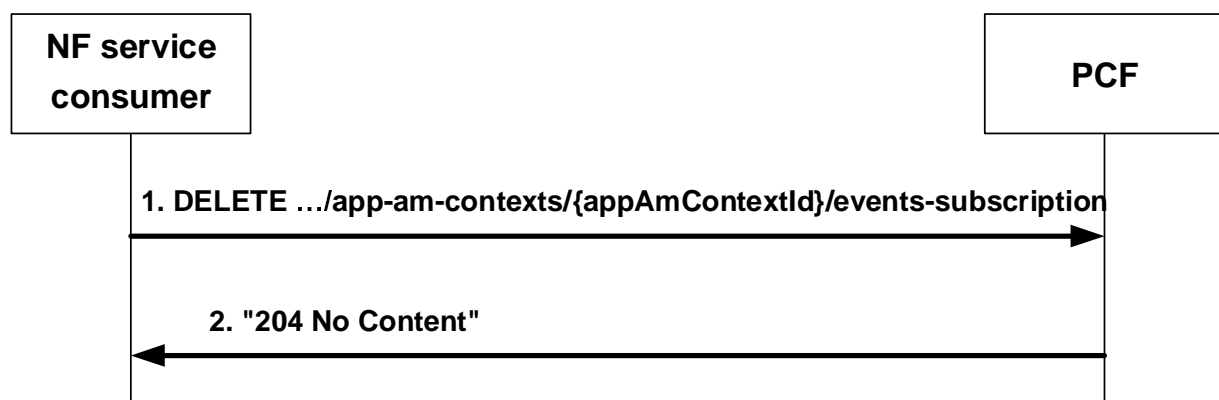 NF service
consumer
PCF
1. DELETE …/app-am-contexts/{appAmContextId}/events-subscription
2. "204 No Content"